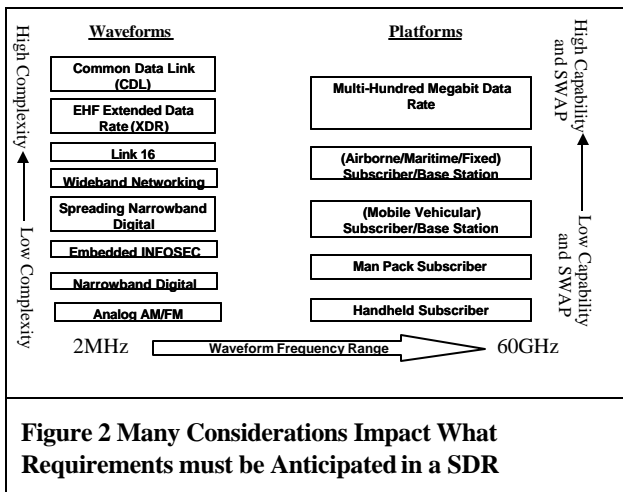 Waveforms
Platforms
High Complexity
Low Complexity
Common Data Link
(CDL)
EHF Extended Data
Rate (XDR)
Link 16
Wideband Networking
Spreading Narrowband
Digital
Embedded INFOSEC
Narrowband Digital
Analog AM/FM
Multi-Hundred Megabit Data
Rate
(Airborne/Maritime/Fixed)
Subscriber/Base Station
(Mobile Vehicular)
Subscriber/Base Station
Man Pack Subscriber
Handheld Subscriber
High Capability
and SWAP
Low Capability
and SWAP
2MHz
Waveform Frequency Range
60GHz
Figure 2 Many Considerations Impact What
Requirements must be Anticipated in a SDR